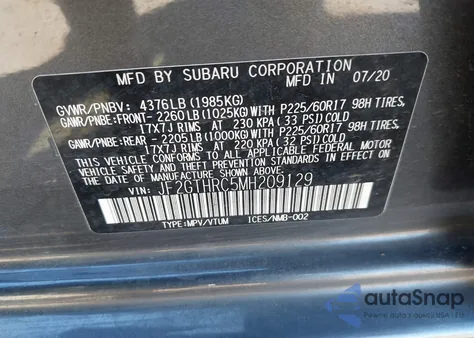 MFD BY SUBARU CORPORATION
MFD IN 07/20
GVWR/PNBV: 4376LB(1985KG)
GAWR/PNBE:FRONT- 2260LB(1025KG)WITH P225/60R17 98H TIRES,
17X7J RIMS AT 230 KPA(33 PSI)COLD
GAWR/PNBE:REAR - 2205LB(1000KG)WITH P225/60R17 98H TIRES,
17X7J RIMS AT 220 KPA(32 PSI)COLD
THIS VEHICLE CONFORMS TO ALL APPLICABLE FEDERAL MOTOR
VEHICLE SAFETY AND THEFT PREVENTION STANDARDS IN EFFECT
ON THE DATE OF MANUFACTURE SHOWN ABOVE.
VIN: JF2GTHRC5MH209129
TYPE:MPV/VTUM ICES/NMB-002
autaSnap